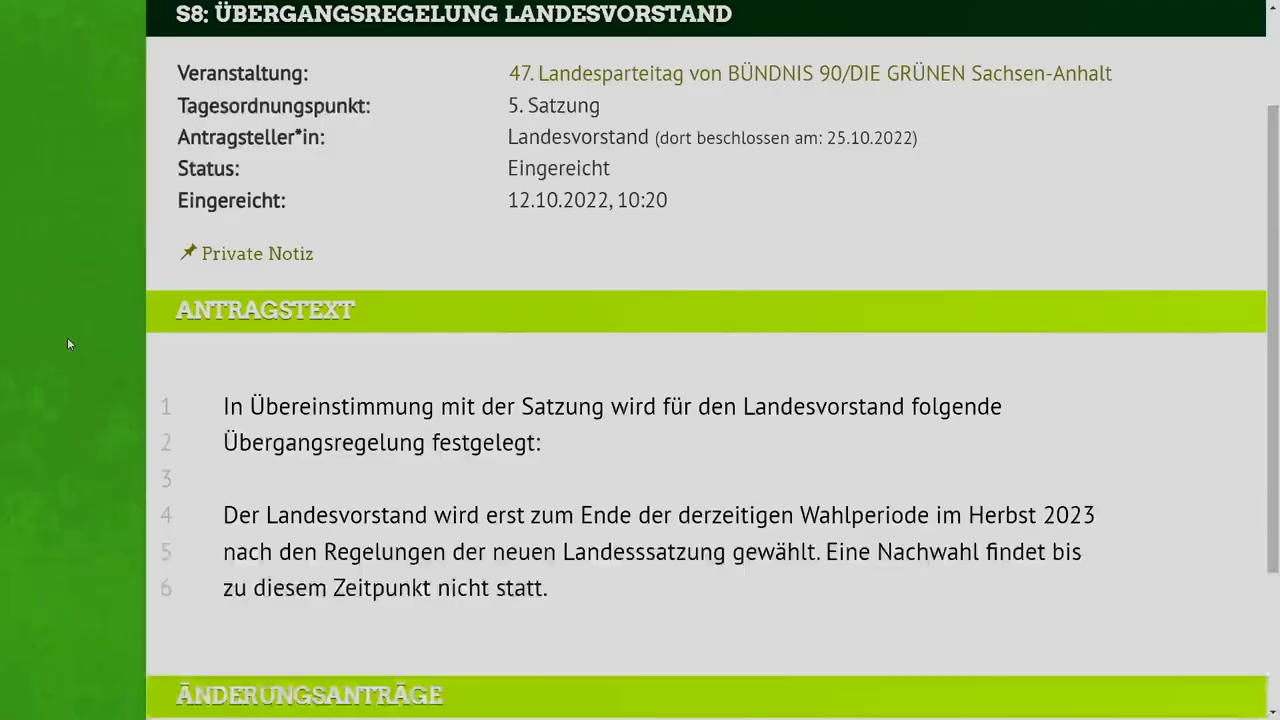 S8: ÜBERGANGSREGELUNG LANDESVORSTAND
Veranstaltung: 47. Landesparteitag von BÜNDNIS 90/DIE GRÜNEN Sachsen-Anhalt
Tagesordnungspunkt: 5. Satzung
Antragsteller*in: Landesvorstand (dort beschlossen am: 25.10.2022)
Status: Eingereicht
Eingereicht: 12.10.2022, 10:20
Private Notiz
ANTRAGSTEXT
1 In Übereinstimmung mit der Satzung wird für den Landesvorstand folgende
2 Übergangsregelung festgelegt:
3
4 Der Landesvorstand wird erst zum Ende der derzeitigen Wahlperiode im Herbst 2023
5 nach den Regelungen der neuen Landesssatzung gewählt. Eine Nachwahl findet bis
6 zu diesem Zeitpunkt nicht statt.
ÄNDERUNGSANTRÄGE